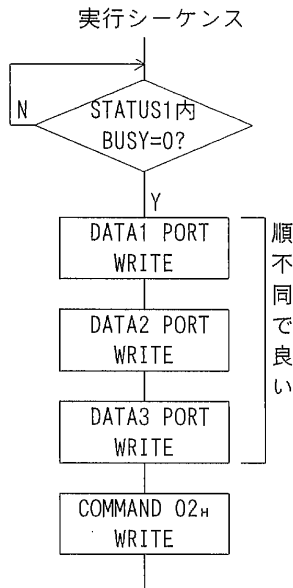 実行シーケンス
N
STATUS1内
BUSY=0?
Y
DATA1 PORT
WRITE
DATA2 PORT
WRITE
DATA3 PORT
WRITE
順不同で良い
COMMAND 02H
WRITE